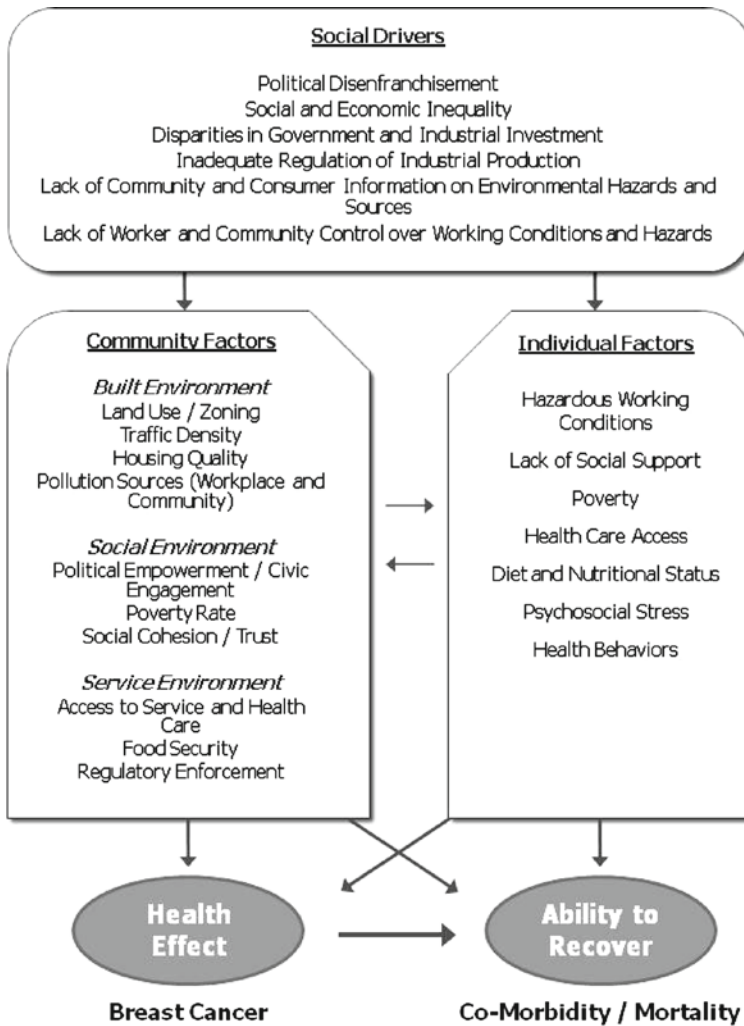 Social Drivers
Political Disenfranchisement
Social and Economic Inequality
Disparities in Government and Industrial Investment
Inadequate Regulation of Industrial Production
Lack of Community and Consumer Information on Environmental Hazards and
Sources
Lack of Worker and Community Control over Working Conditions and Hazards
Community Factors
Built Environment
Land Use / Zoning
Traffic Density
Housing Quality
Pollution Sources (Workplace and
Community)
Social Environment
Political Empowerment / Civic
Engagement
Poverty Rate
Social Cohesion / Trust
Service Environment
Access to Service and Health
Care
Food Security
Regulatory Enforcement
Individual Factors
Hazardous Working
Conditions
Lack of Social Support
Poverty
Health Care Access
Diet and Nutritional Status
Psychosocial Stress
Health Behaviors
Health
Effect
Breast Cancer
Ability to
Recover
Co-Morbidity / Mortality